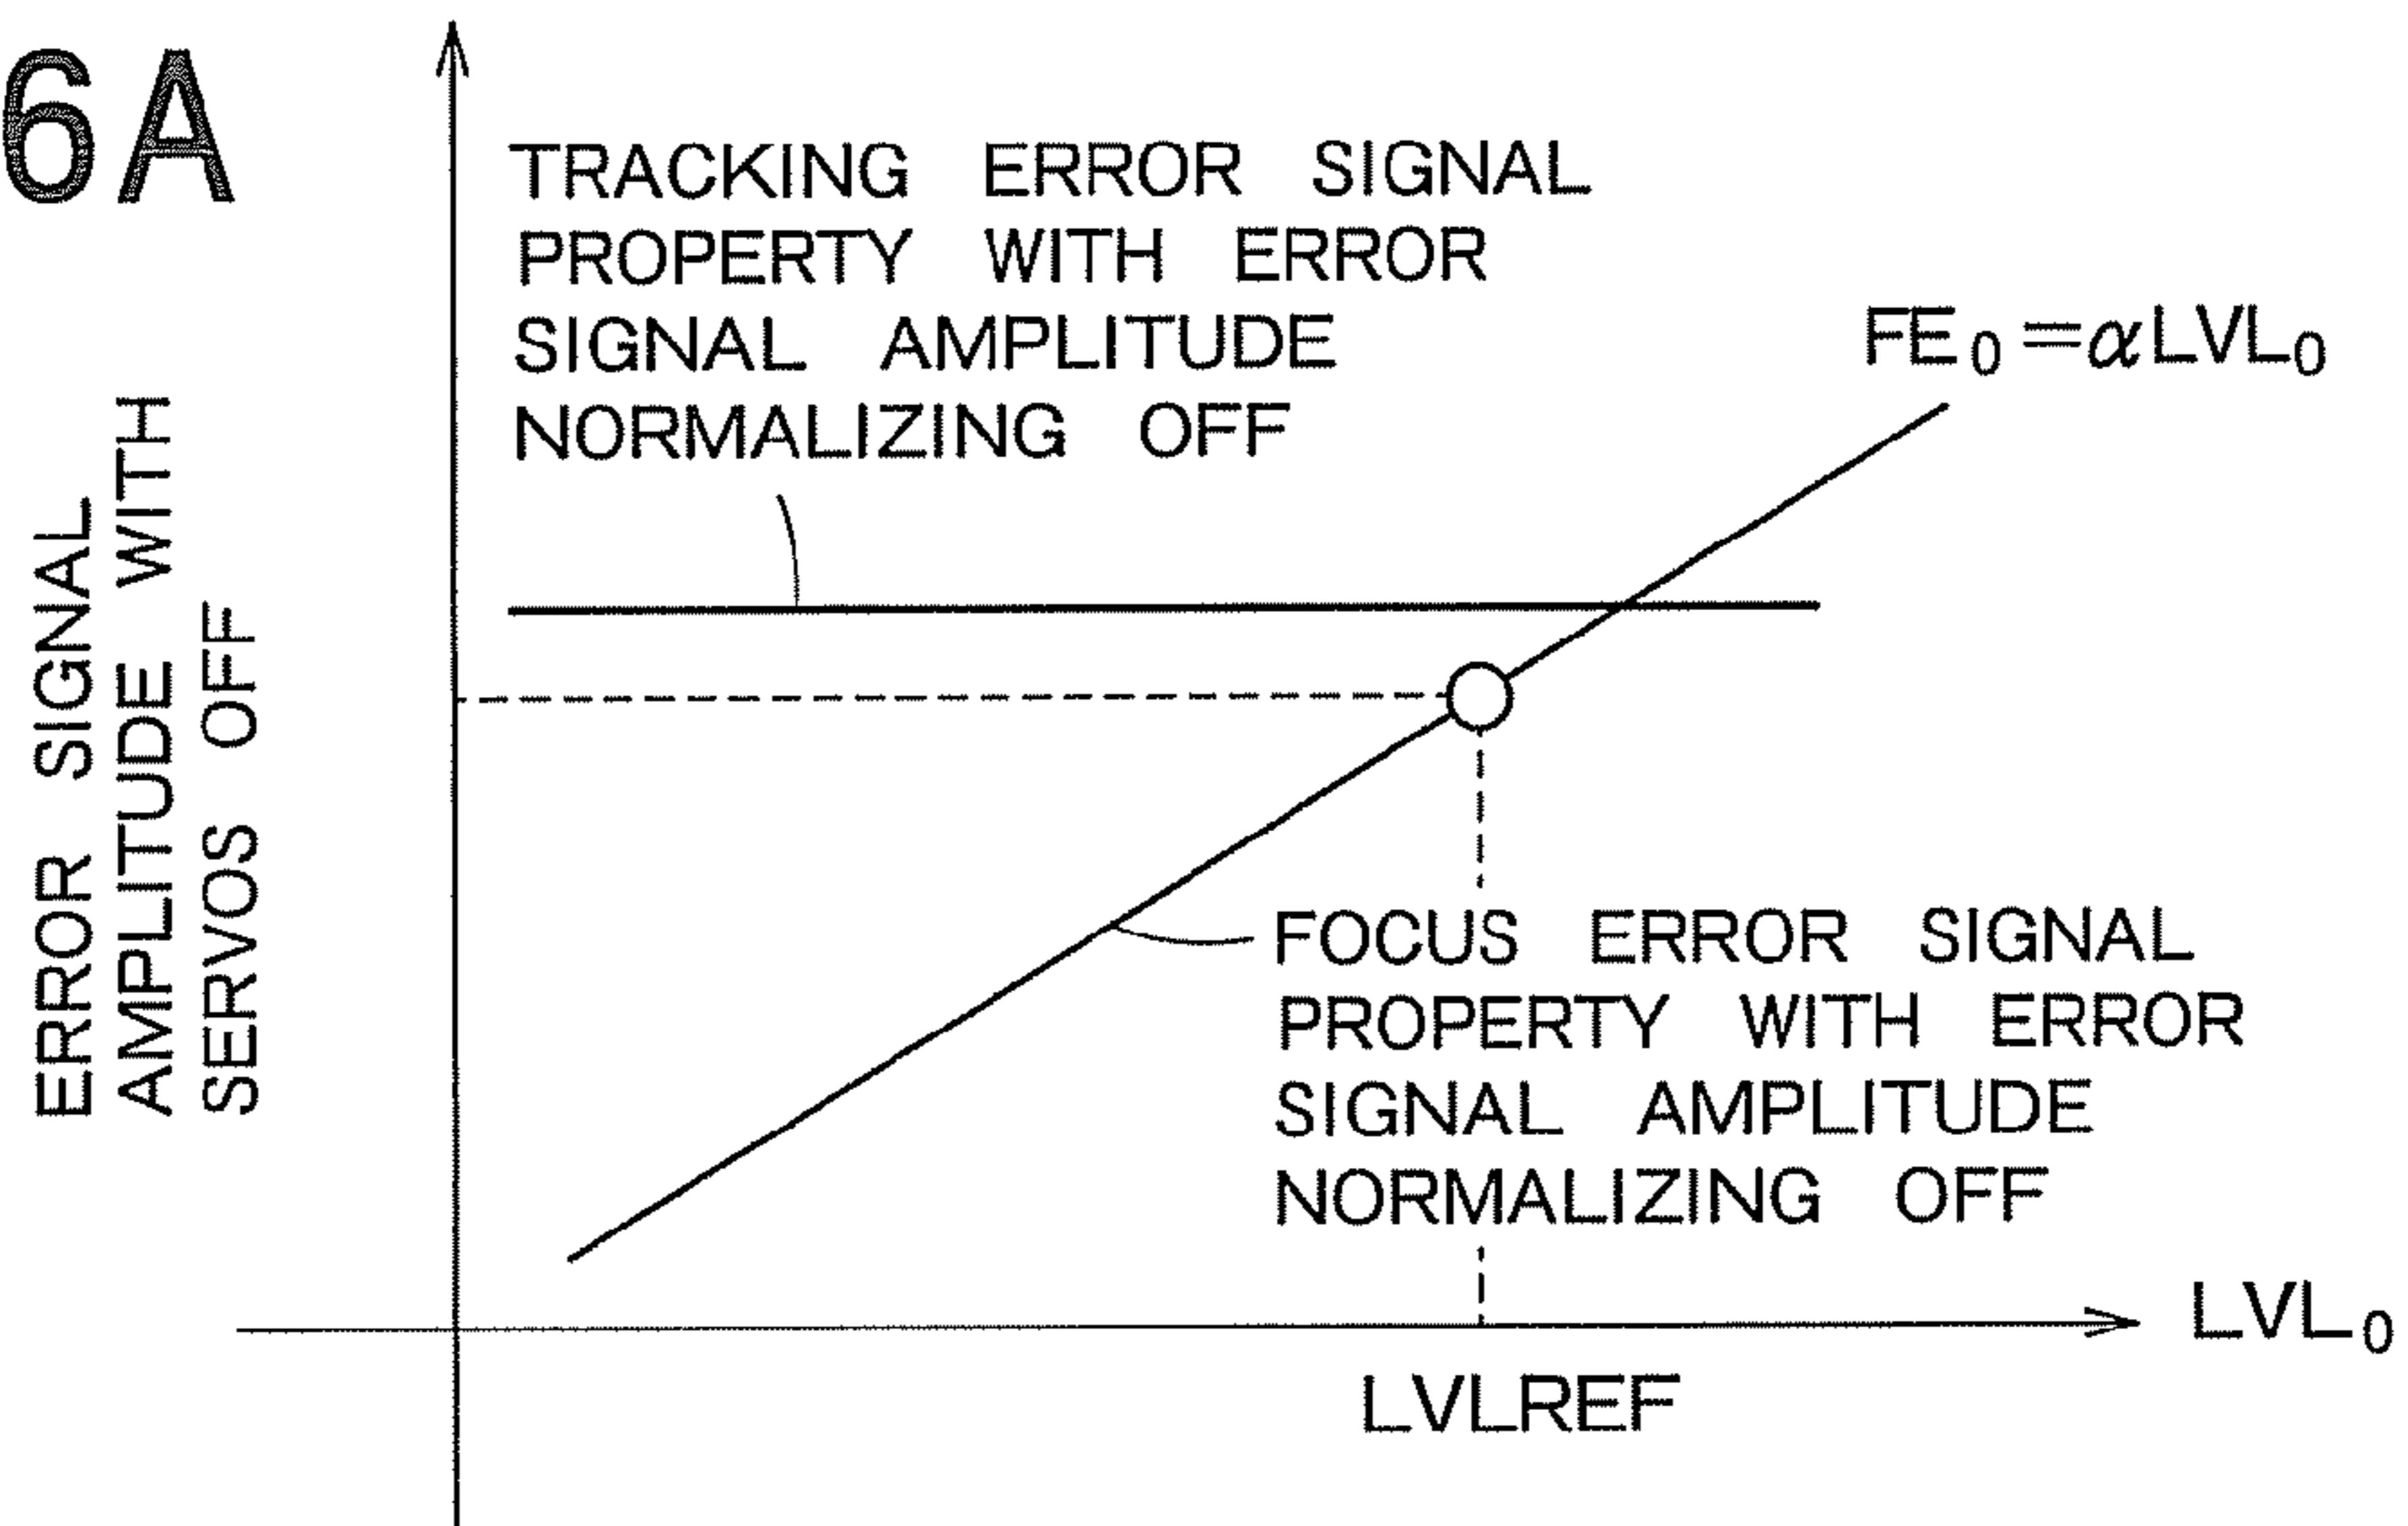 6A
TRACKING ERROR SIGNAL
PROPERTY WITH ERROR
SIGNAL AMPLITUDE
NORMALIZING OFF
FE₀=αLVL₀
ERROR SIGNAL
AMPLITUDE WITH
SERVOS OFF
FOCUS ERROR SIGNAL
PROPERTY WITH ERROR
SIGNAL AMPLITUDE
NORMALIZING OFF
LVL₀
LVLREF